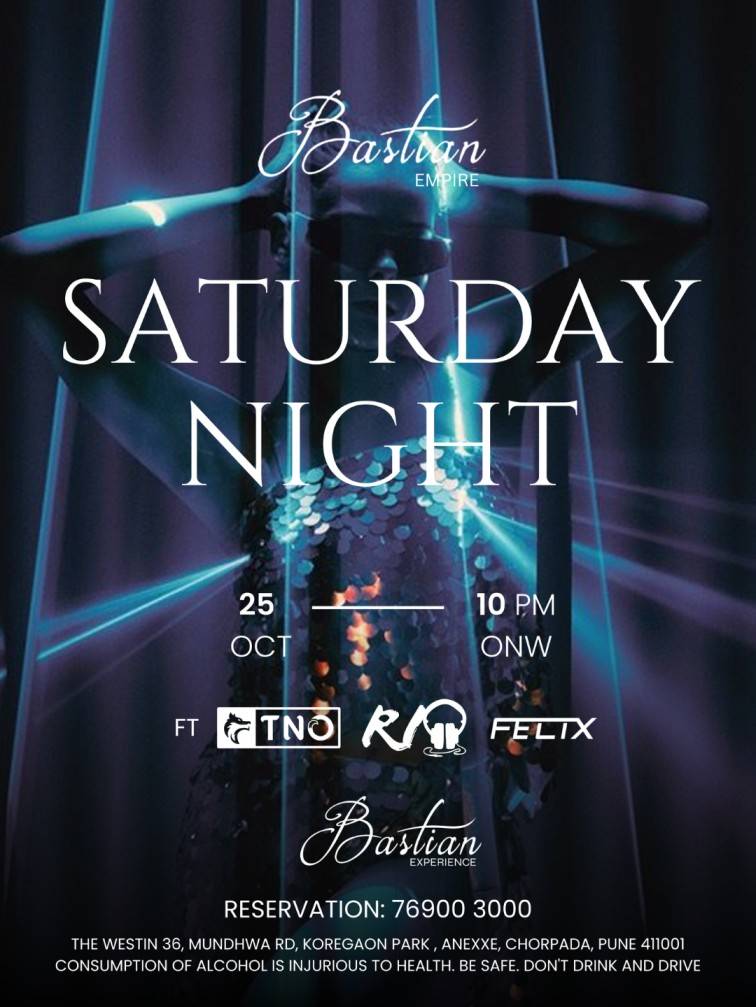 Bastian
EMPIRE
SATURDAY
NIGHT
25 10 PM
OCT ONW
FT TNO RIO FELIX
Bastian
EXPERIENCE
RESERVATION: 76900 3000
THE WESTIN 36, MUNDHWA RD, KOREGAON PARK , ANEXXE, CHORPADA, PUNE 411001
CONSUMPTION OF ALCOHOL IS INJURIOUS TO HEALTH. BE SAFE. DON'T DRINK AND DRIVE